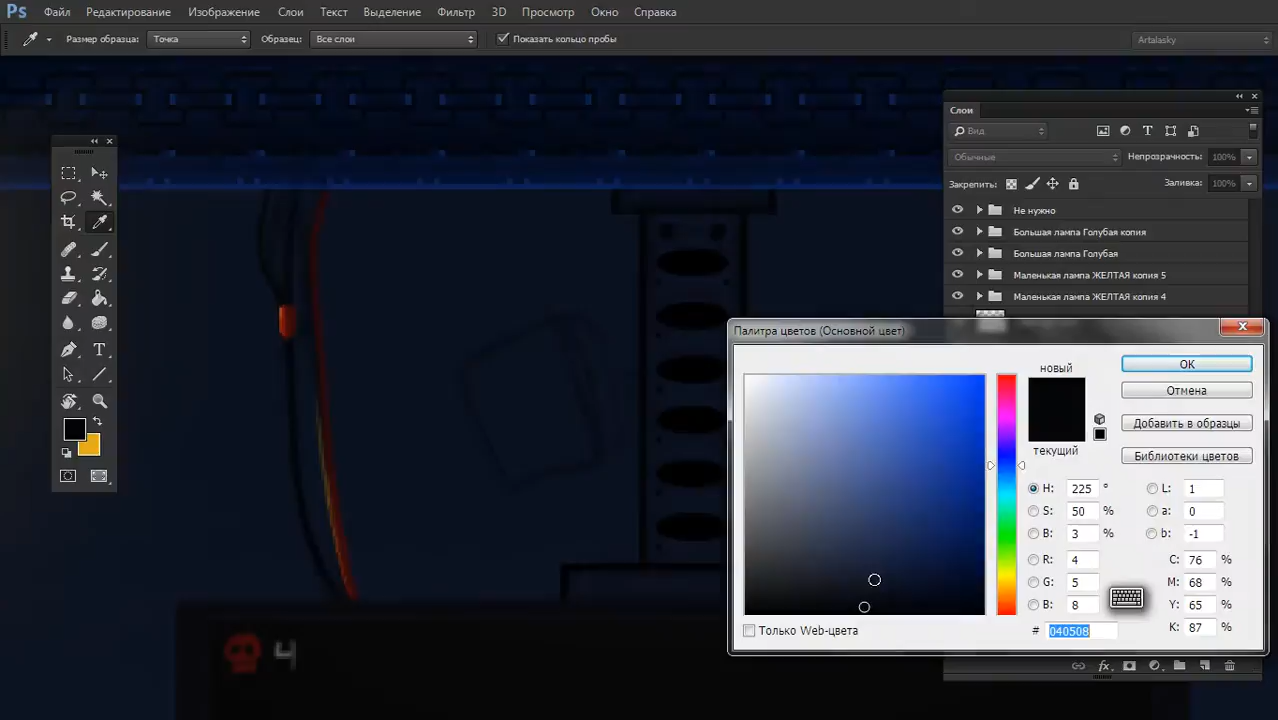 Ps Файл Редактирование Изображение Слои Текст Выделение Фильтр 3D Просмотр Окно Справка
Размер образца: Точка Образец: Все слои Показать кольцо пробы Artalasky
Слои
Вид
Обычные Непрозрачность: 100%
Закрепить: Заливка: 100%
Не нужно
Большая лампа Голубая копия
Большая лампа Голубая
Маленькая лампа ЖЕЛТАЯ копия 5
Маленькая лампа ЖЕЛТАЯ копия 4
Палитра цветов (Основной цвет)
новый
текущий
OK
Отмена
Добавить в образцы
Библиотеки цветов
H: 225 ° L: 1
S: 50 % a: 0
B: 3 % b: -1
R: 4 C: 76 %
G: 5 M: 68 %
B: 8 Y: 65 %
# 040508 K: 87 %
Только Web-цвета
4
fx